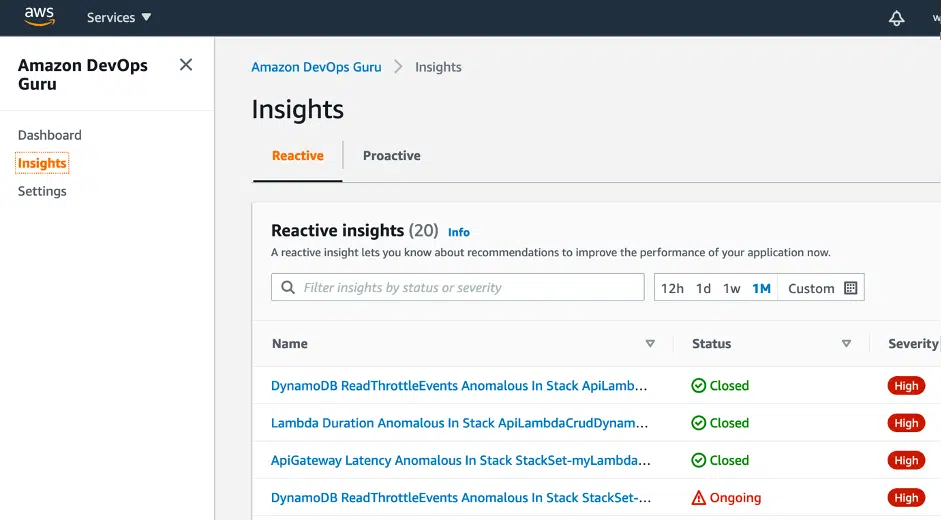 aws
Services
w
Amazon DevOps
Guru
Dashboard
Insights
Settings
Amazon DevOps Guru
Insights
Insights
Reactive
Proactive
Reactive insights (20) Info
A reactive insight lets you know about recommendations to improve the performance of your application now.
Filter insights by status or severity
12h 1d 1w 1M Custom
Name Status Severity
DynamoDB ReadThrottleEvents Anomalous In Stack ApiLamb... Closed High
Lambda Duration Anomalous In Stack ApiLambdaCrudDynam... Closed High
ApiGateway Latency Anomalous In Stack StackSet-myLambda... Closed High
DynamoDB ReadThrottleEvents Anomalous In Stack StackSet-... Ongoing High